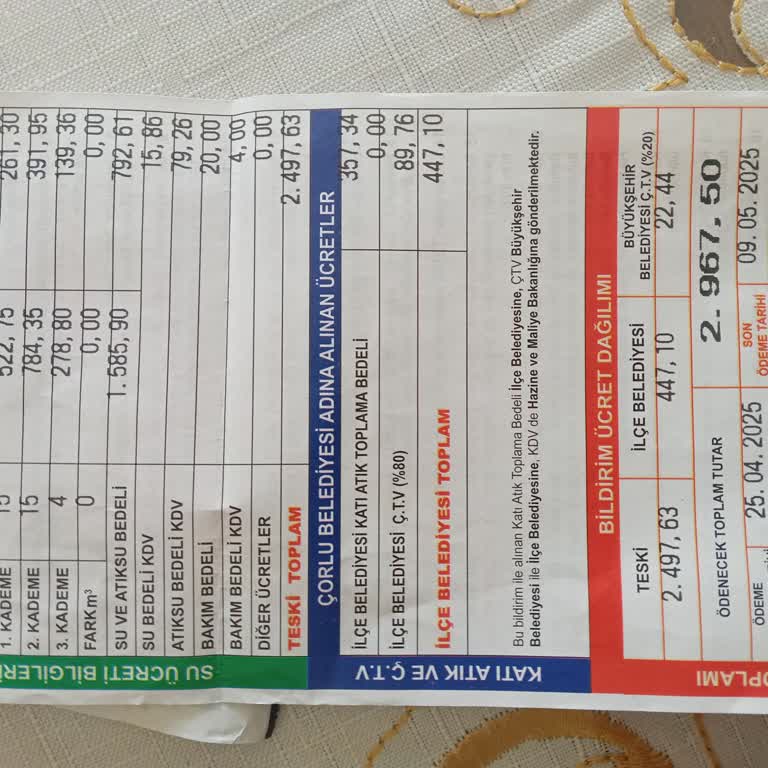 1. KADEME 15 522,75 261,30
2. KADEME 15 784,35 391,95
3. KADEME 4 278,80 139,36
FARK m³ 0 0,00 0,00
SU VE ATIKSU BEDELİ 1.585,90 792,61
SU BEDELİ KDV 15,86
ATIKSU BEDELİ KDV 79,26
BAKIM BEDELİ 20,00
BAKIM BEDELİ KDV 4,00
DİĞER ÜCRETLER 0,00
TESKİ TOPLAM 2.497,63
SU ÜCRETİ BİLGİLERİ
ÇORLU BELEDİYESİ ADINA ALINAN ÜCRETLER
İLÇE BELEDİYESİ KATI ATIK TOPLAMA BEDELİ 357,34
0,00
İLÇE BELEDİYESİ Ç.T.V (%80) 89,76
İLÇE BELEDİYESİ TOPLAM 447,10
Bu bildirim ile alınan Katı Atık Toplama Bedeli İlçe Belediyesine, ÇTV Büyükşehir
Belediyesi ile İlçe Belediyesine, KDV de Hazine ve Maliye Bakanlığına gönderilmektedir.
KATI ATIK VE Ç.T.V
BİLDİRİM ÜCRET DAĞILIMI
TESKİ İLÇE BELEDİYESİ BÜYÜKŞEHİR
BELEDİYESİ Ç.T.V (%20)
2.497,63 447,10 22,44
ÖDENECEK TOPLAM TUTAR 2.967,50
ÖDEME 25.04.2025 SON
ÖDEME TARİHİ 09.05.2025